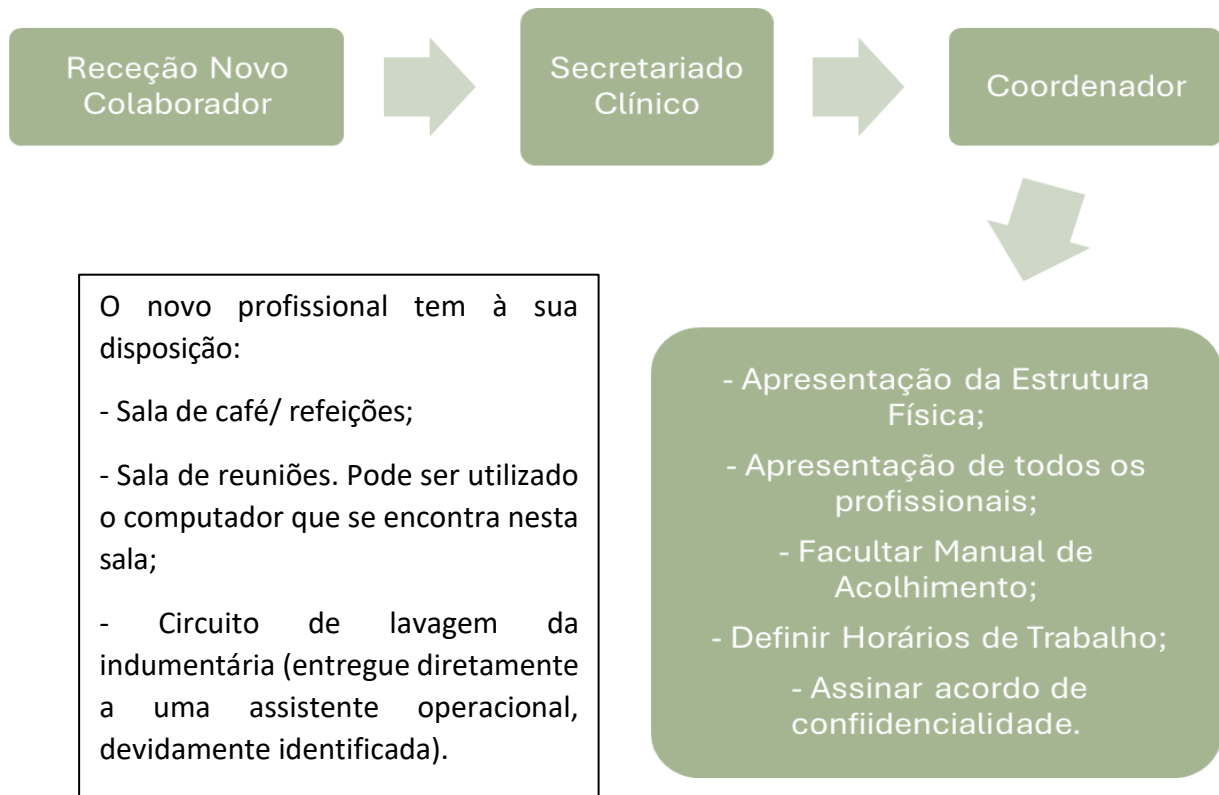 Receção Novo
Colaborador
Secretariado
Clínico
Coordenador
O novo profissional tem à sua
disposição:
- Sala de café/ refeições;
- Sala de reuniões. Pode ser utilizado
o computador que se encontra nesta
sala;
- Circuito de lavagem da
indumentária (entregue diretamente
a uma assistente operacional,
devidamente identificada).
- Apresentação da Estrutura
Física;
- Apresentação de todos os
profissionais;
- Facultar Manual de
Acolhimento;
- Definir Horários de Trabalho;
- Assinar acordo de
confiidencialidade.